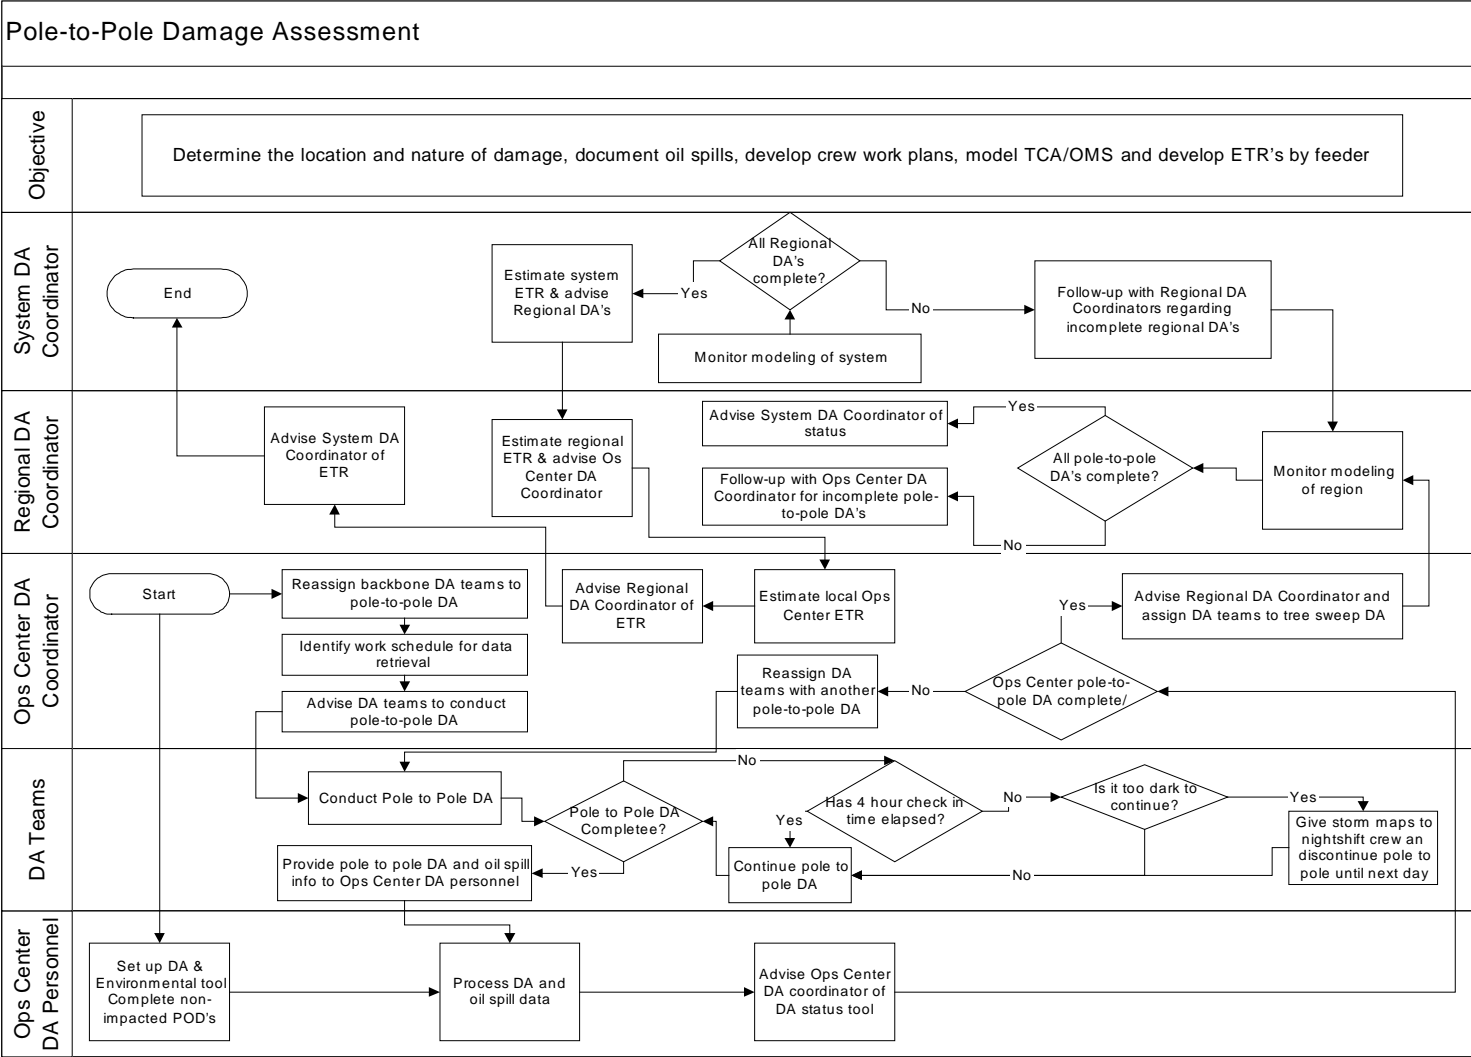 Pole-to-Pole Damage Assessment
Objective
Determine the location and nature of damage, document oil spills, develop crew work plans, model TCA/OMS and develop ETR's by feeder
System DA
Coordinator
End
Estimate system
ETR & advise
Regional DA's
Yes
All Regional
DA's
complete?
No
Follow-up with Regional DA
Coordinators regarding
incomplete regional DA's
Monitor modeling of system
Regional DA
Coordinator
Advise System DA
Coordinator of
ETR
Estimate regional
ETR & advise Os
Center DA
Coordinator
Advise System DA Coordinator of
status
Yes
Follow-up with Ops Center DA
Coordinator for incomplete pole-
to-pole DA's
No
All pole-to-pole
DA's complete?
Monitor modeling
of region
Ops Center DA
Coordinator
Start
Reassign backbone DA teams to
pole-to-pole DA
Identify work schedule for data
retrieval
Advise DA teams to conduct
pole-to-pole DA
Advise Regional
DA Coordinator of
ETR
Estimate local Ops
Center ETR
Yes
Advise Regional DA Coordinator and
assign DA teams to tree sweep DA
Reassign DA
teams with another
pole-to-pole DA
No
Ops Center pole-to-
pole DA complete/
DA Teams
Conduct Pole to Pole DA
No
Pole to Pole DA
Completee?
Yes
Provide pole to pole DA and oil spill
info to Ops Center DA personnel
Has 4 hour check in
time elapsed?
Yes
No
Continue pole to
pole DA
Is it too dark to
continue?
Yes
No
Give storm maps to
nightshift crew an
discontinue pole to
pole until next day
Ops Center
DA Personnel
Set up DA &
Environmental tool
Complete non-
impacted POD's
Process DA and
oil spill data
Advise Ops Center
DA coordinator of
DA status tool